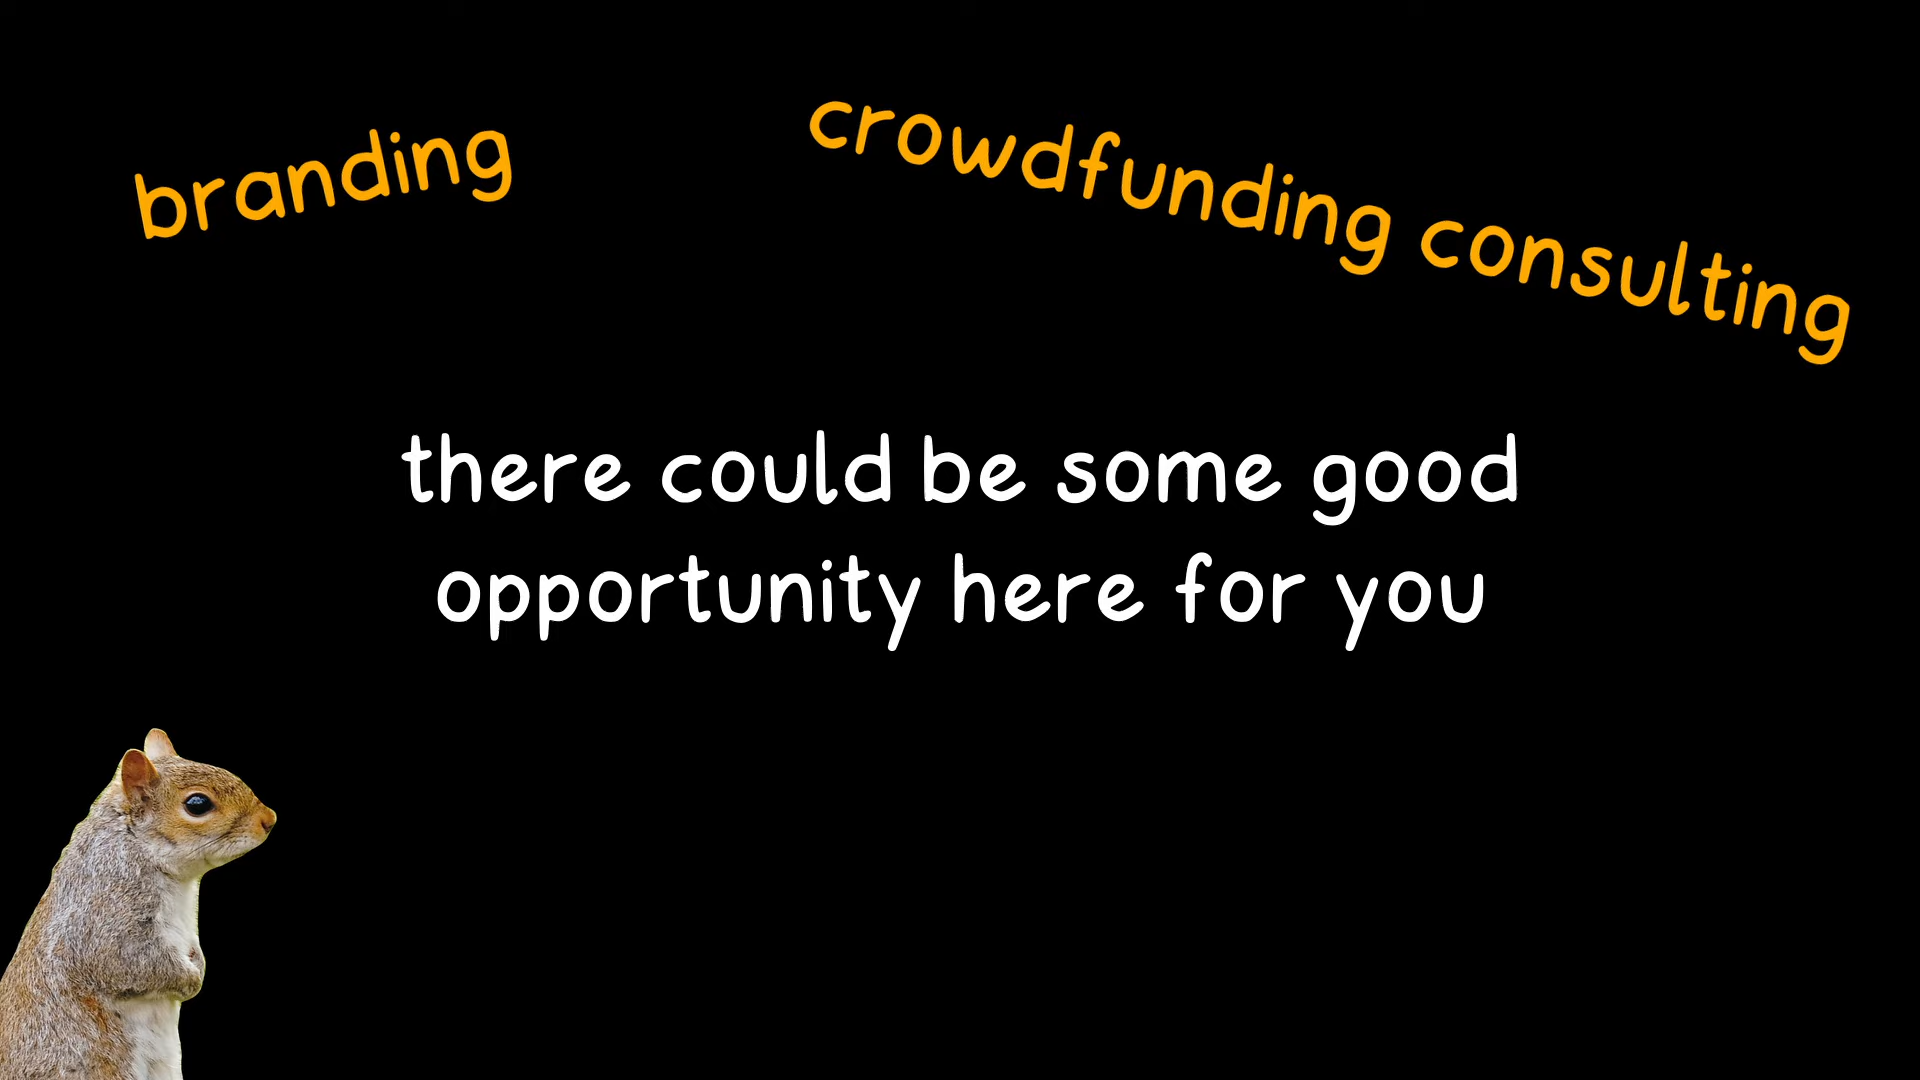 branding
crowdfunding consulting
there could be some good
opportunity here for you